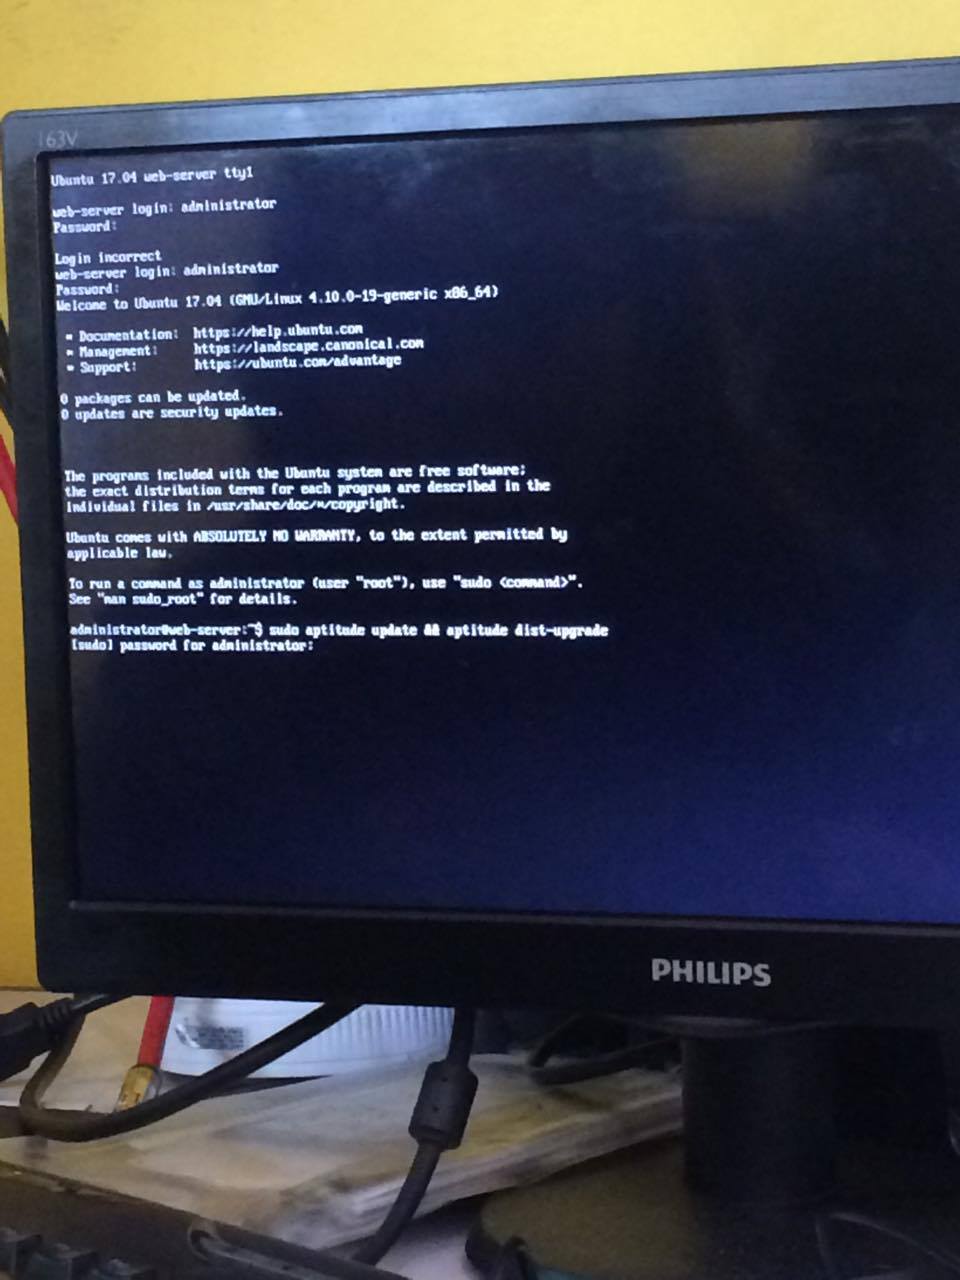 163V
Ubuntu 17.04 web-server tty1
web-server login: administrator
Password:
Login incorrect
web-server login: administrator
Password:
Welcome to Ubuntu 17.04 (GNU/Linux 4.10.0-19-generic x86_64)
* Documentation: https://help.ubuntu.com
* Management: https://landscape.canonical.com
* Support: https://ubuntu.com/advantage
0 packages can be updated.
0 updates are security updates.
The programs included with the Ubuntu system are free software;
the exact distribution terms for each program are described in the
individual files in /usr/share/doc/*/copyright.
Ubuntu comes with ABSOLUTELY NO WARRANTY, to the extent permitted by
applicable law.
To run a command as administrator (user "root"), use "sudo <command>".
See "man sudo_root" for details.
administrator@web-server:~$ sudo aptitude update && aptitude dist-upgrade
[sudo] password for administrator:
PHILIPS